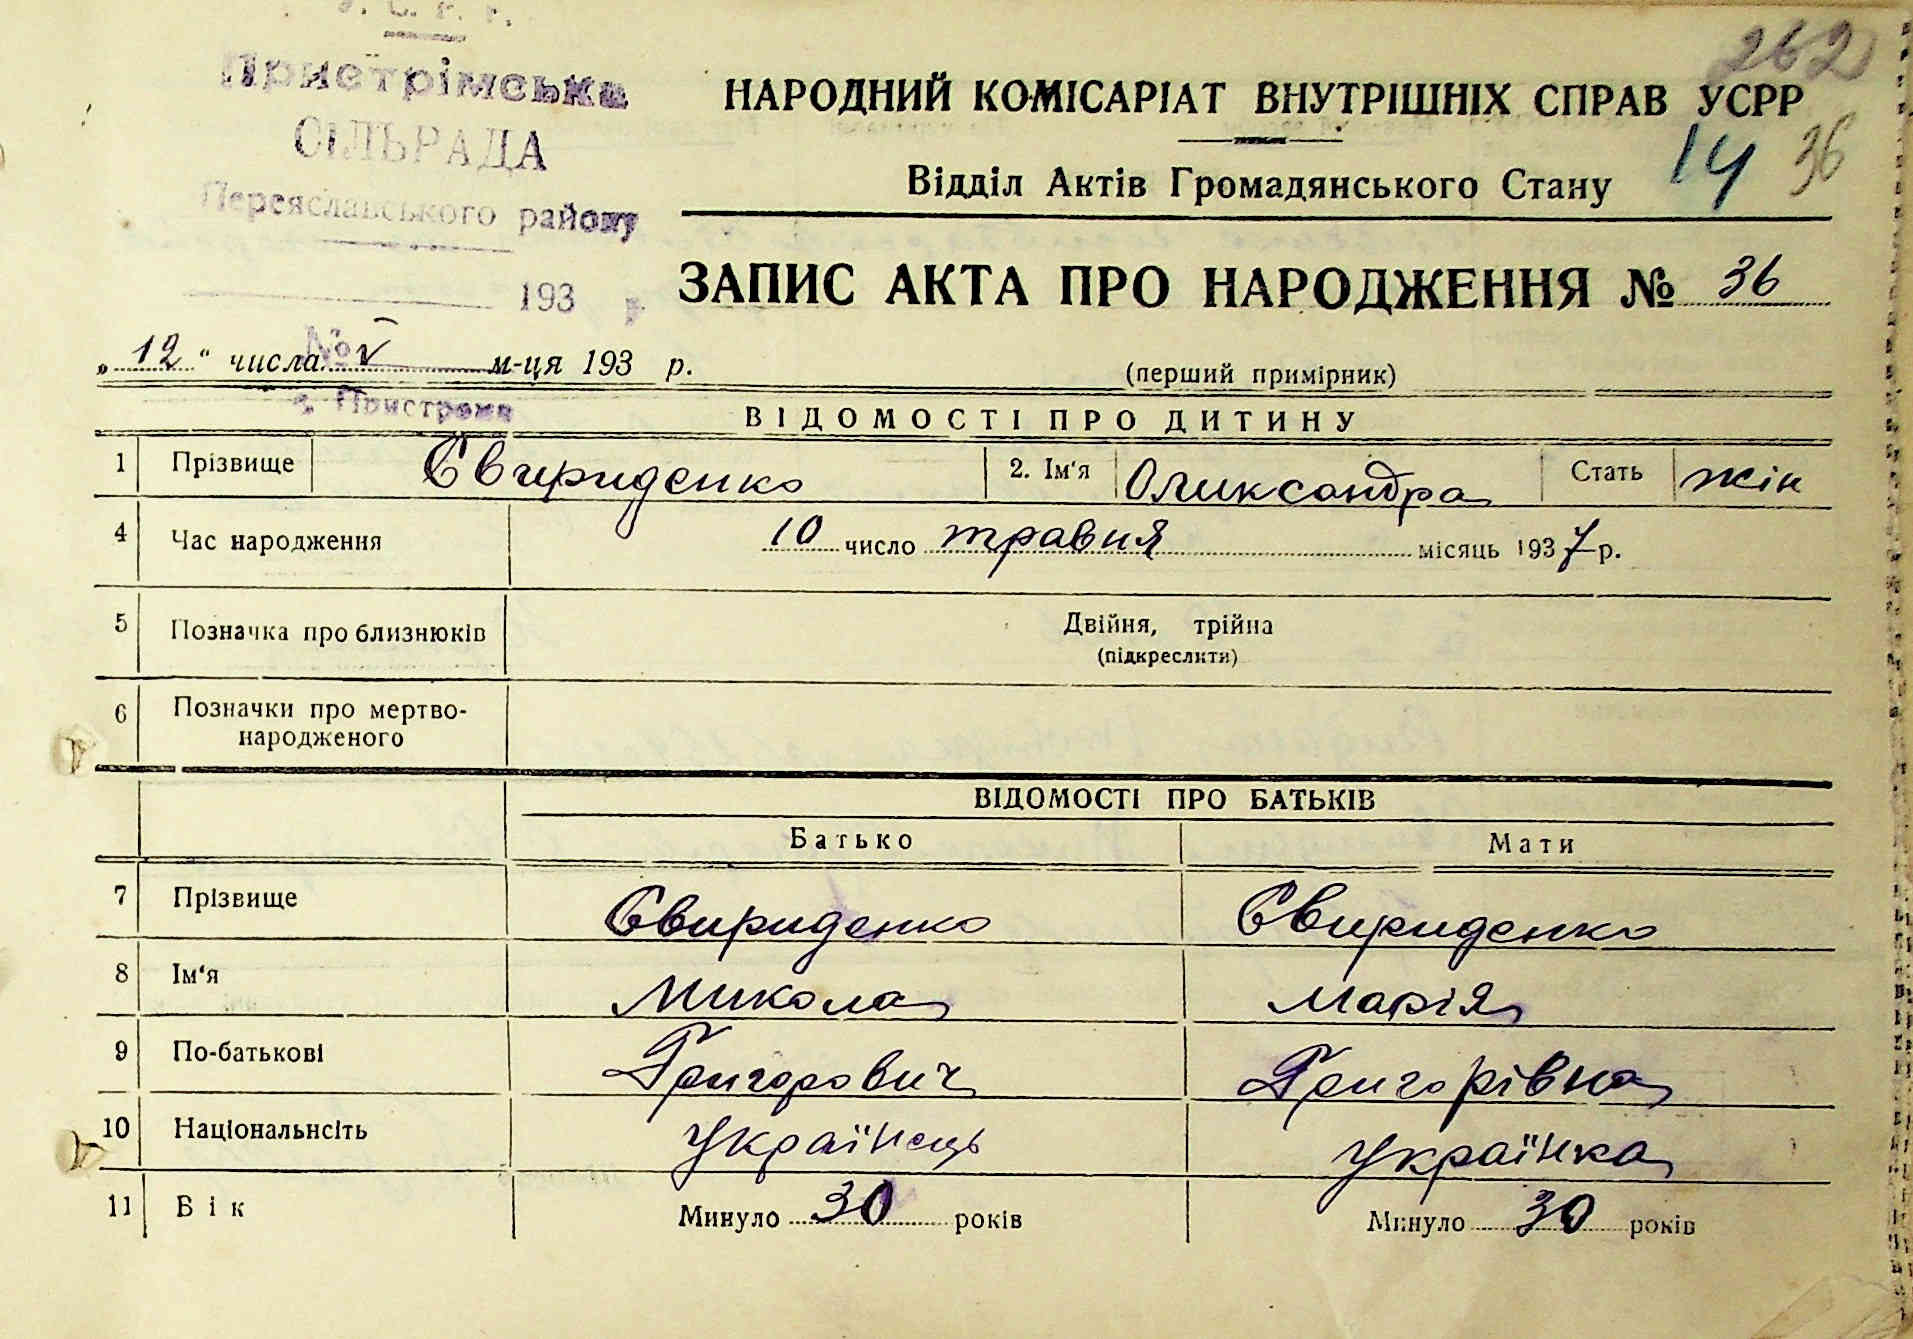 У. С. Р. Р.
262
Пристрімська
НАРОДНИЙ КОМІСАРІАТ ВНУТРІШНІХ СПРАВ УСРР
СІЛЬРАДА
14 36
Відділ Актів Громадянського Стану
Переяславського району
193 р.
ЗАПИС АКТА ПРО НАРОДЖЕННЯ № 36
№
„12“ числа V м-ця 193 р.
(перший примірник)
с. Пристроми
ВІДОМОСТІ ПРО ДИТИНУ
1 Прізвище Свириденко 2. Ім'я Оликсандра Стать жін
4 Час народження 10 число травня місяць 1937 р.
5 Позначка про близнюків Двійня, трійна
(підкреслити)
6 Позначки про мертво-
народженого
ВІДОМОСТІ ПРО БАТЬКІВ
Батько Мати
7 Прізвище Свириденко Свириденко
8 Ім'я Микола Марія
9 По-батькові Григорович Григорівна
10 Національнсіть Українець Українка
11 Вік Минуло 30 років Минуло 30 років